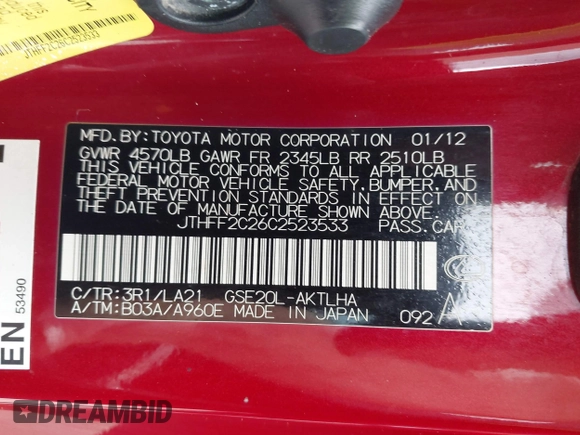 JTHFF2C26C2523533
MFD.BY:TOYOTA MOTOR CORPORATION 01/12
GVWR 4570LB GAWR FR 2345LB RR 2510LB
THIS VEHICLE CONFORMS TO ALL APPLICABLE
FEDERAL MOTOR VEHICLE SAFETY, BUMPER, AND
THEFT PREVENTION STANDARDS IN EFFECT ON
THE DATE OF MANUFACTURE SHOWN ABOVE.
JTHFF2C26C2523533 PASS.CAR
C/TR:3R1/LA21 GSE20L-AKTLHA
A/TM:B03A/A960E MADE IN JAPAN 092
EN
53490
DREAMBID